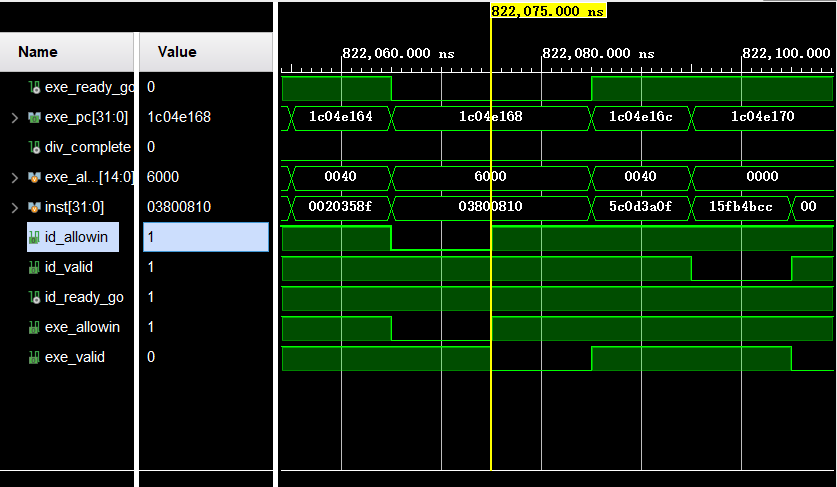 822,075.000 ns
Name Value 822,060.000 ns 822,080.000 ns 822,100.000
exe_ready_go 0
exe_pc[31:0] 1c04e168 1c04e164 1c04e168 1c04e16c 1c04e170
div_complete 0
exe_al...[14:0] 6000 0040 6000 0040 0000
inst[31:0] 03800810 0020358f 03800810 5c0d3a0f 15fb4bcc 00
id_allowin 1
id_valid 1
id_ready_go 1
exe_allowin 1
exe_valid 0